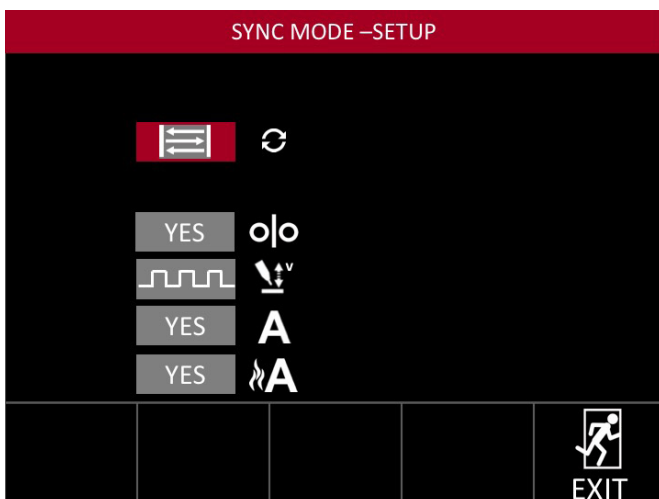 SYNC MODE –SETUP
YES
V
YES A
YES A
EXIT